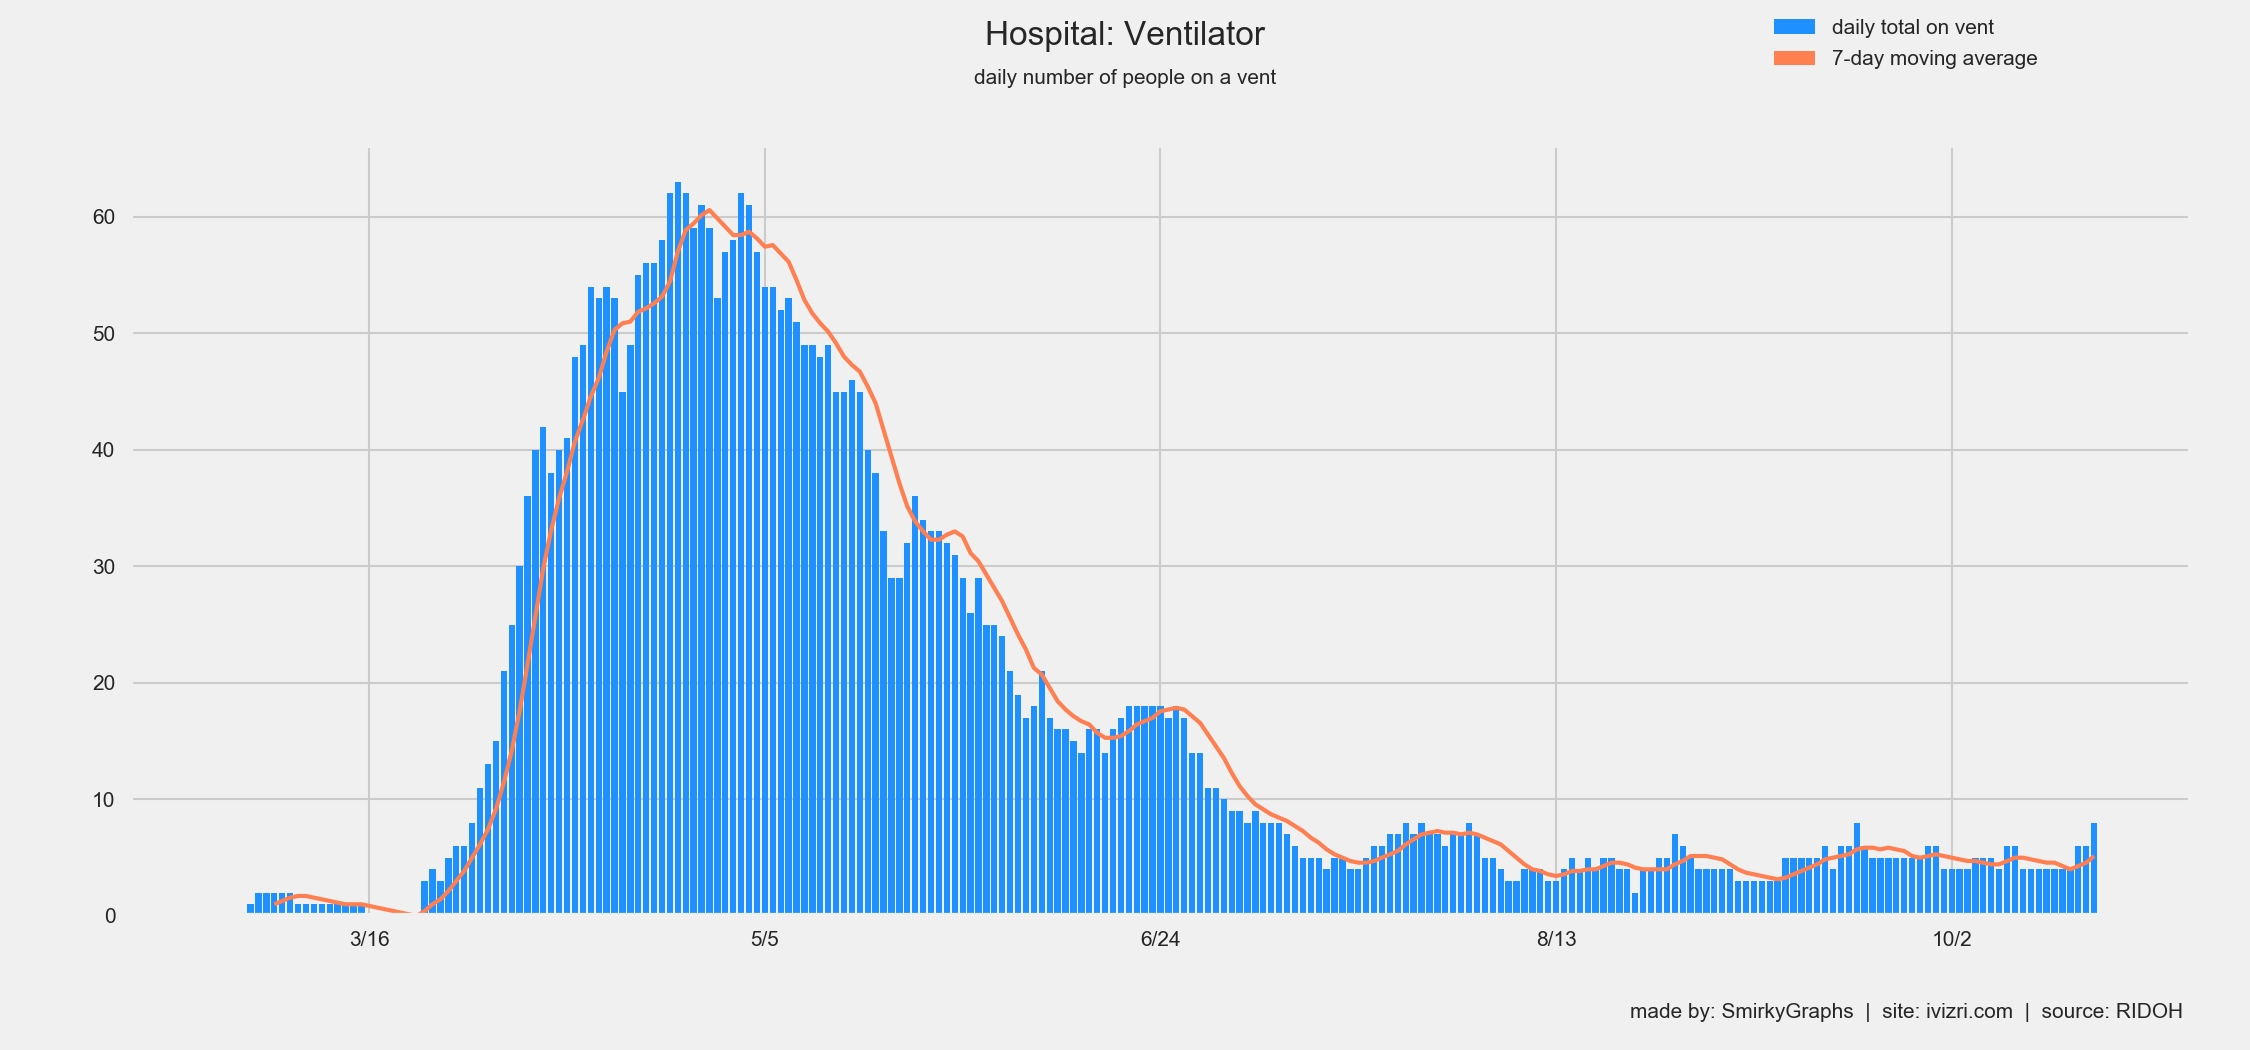 Hospital: Ventilator
daily number of people on a vent
daily total on vent
7-day moving average
60
50
40
30
20
10
0
3/16 5/5 6/24 8/13 10/2
made by: SmirkyGraphs | site: ivizri.com | source: RIDOH